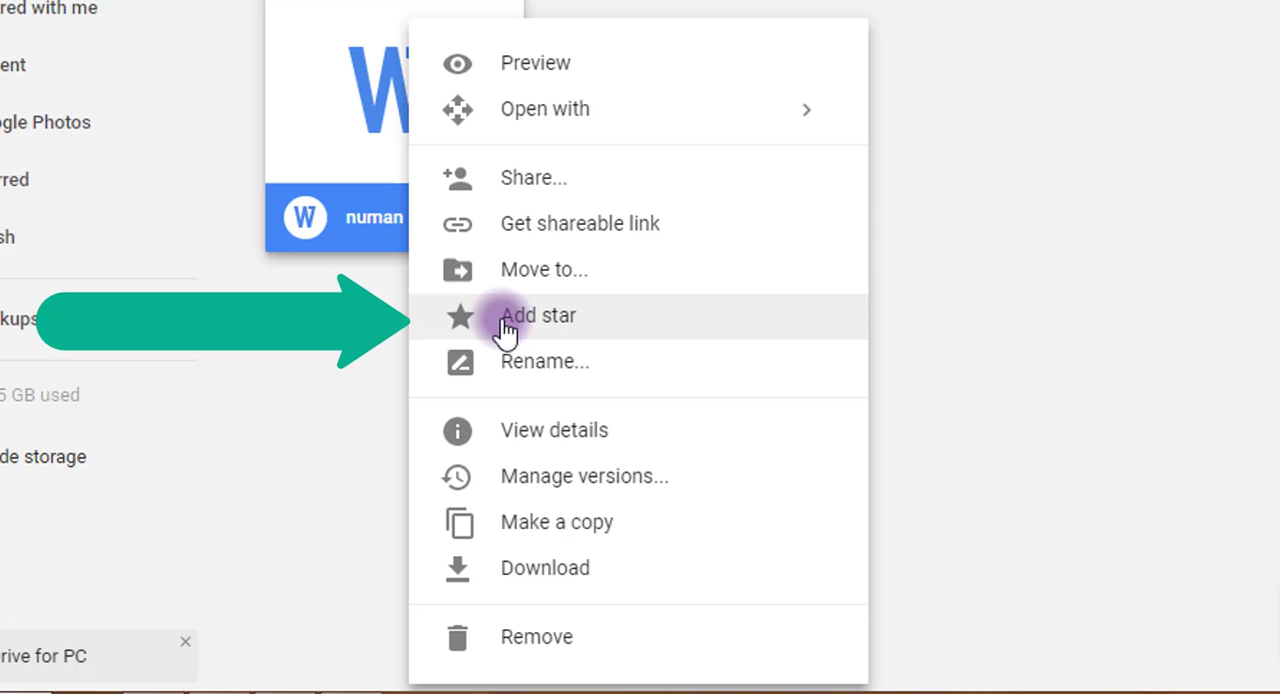 red with me
ent
ogle Photos
rred
sh
kups
5 GB used
de storage
rive for PC
W
W numan
Preview
Open with
Share...
Get shareable link
Move to...
Add star
Rename...
View details
Manage versions...
Make a copy
Download
Remove